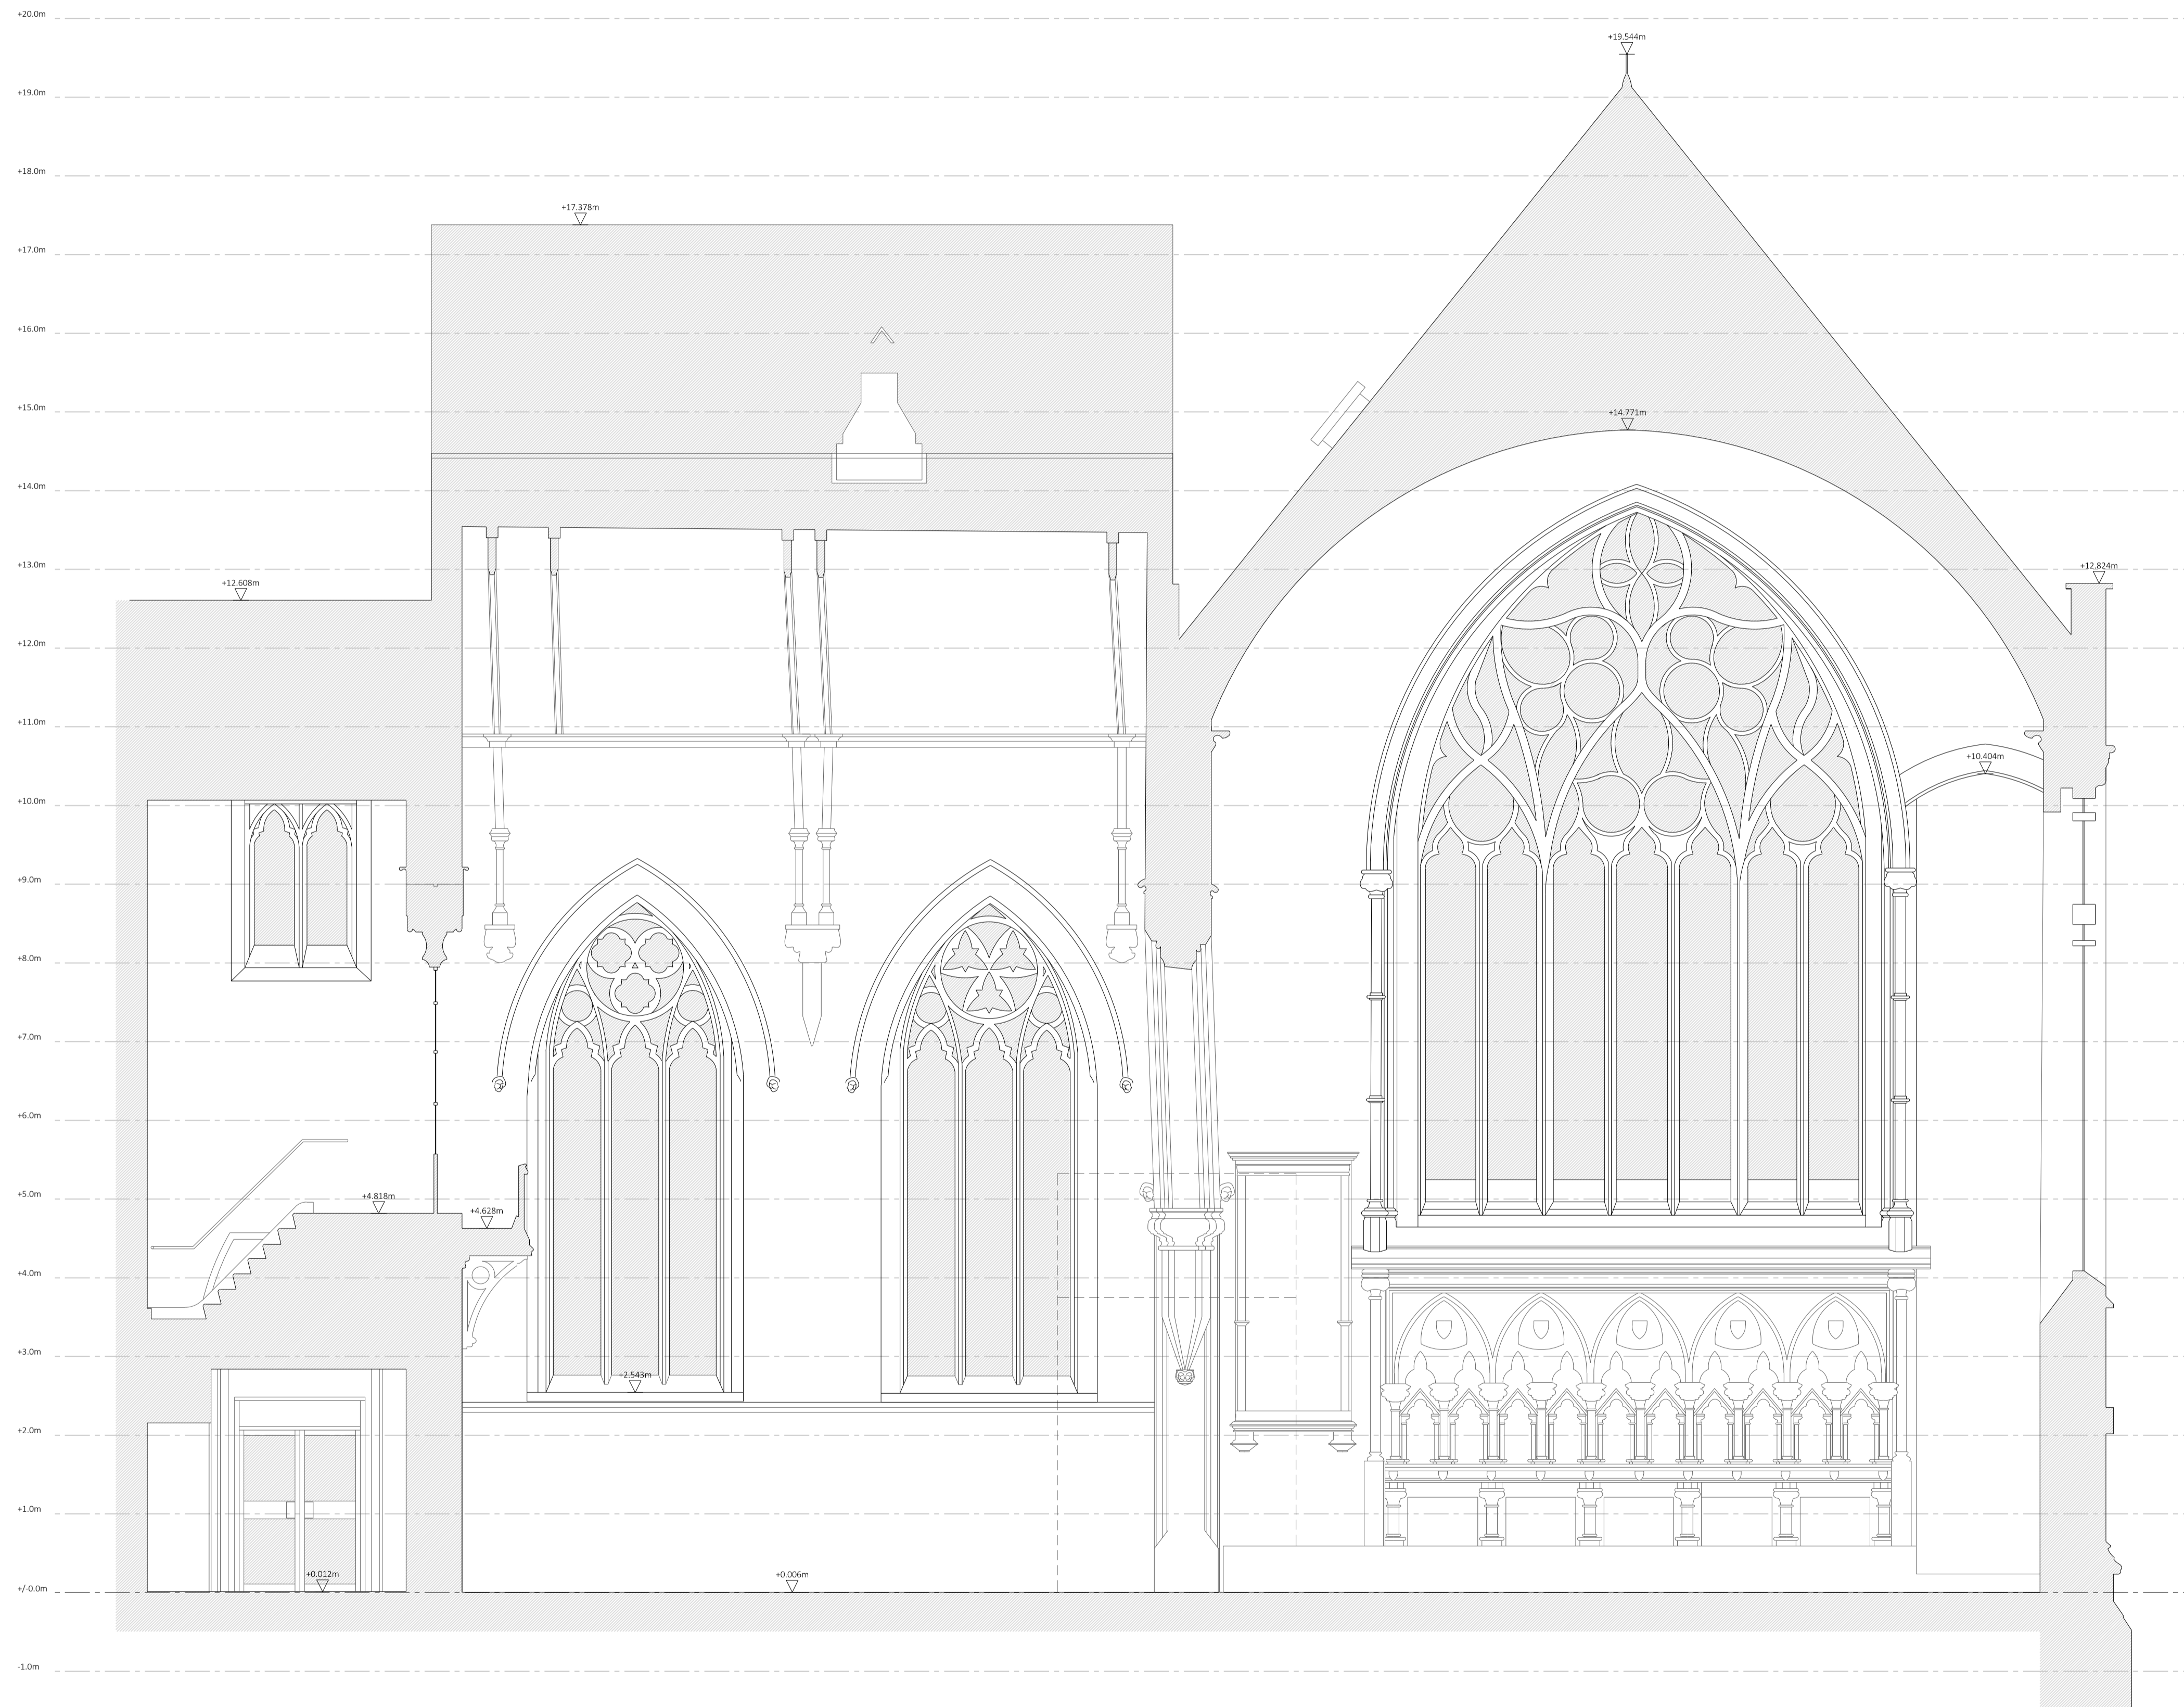 +20.0m
+19.544m
+19.0m
+18.0m
+17.378m
+17.0m
+16.0m
+15.0m
+14.771m
+14.0m
+13.0m
+12.824m
+12.608m
+12.0m
+11.0m
+10.404m
+10.0m
+9.0m
+8.0m
+7.0m
+6.0m
+5.0m
+4.818m
+4.628m
+4.0m
+3.0m
+2.543m
+2.0m
+1.0m
+0.012m
+0.006m
+/-0.0m
-1.0m